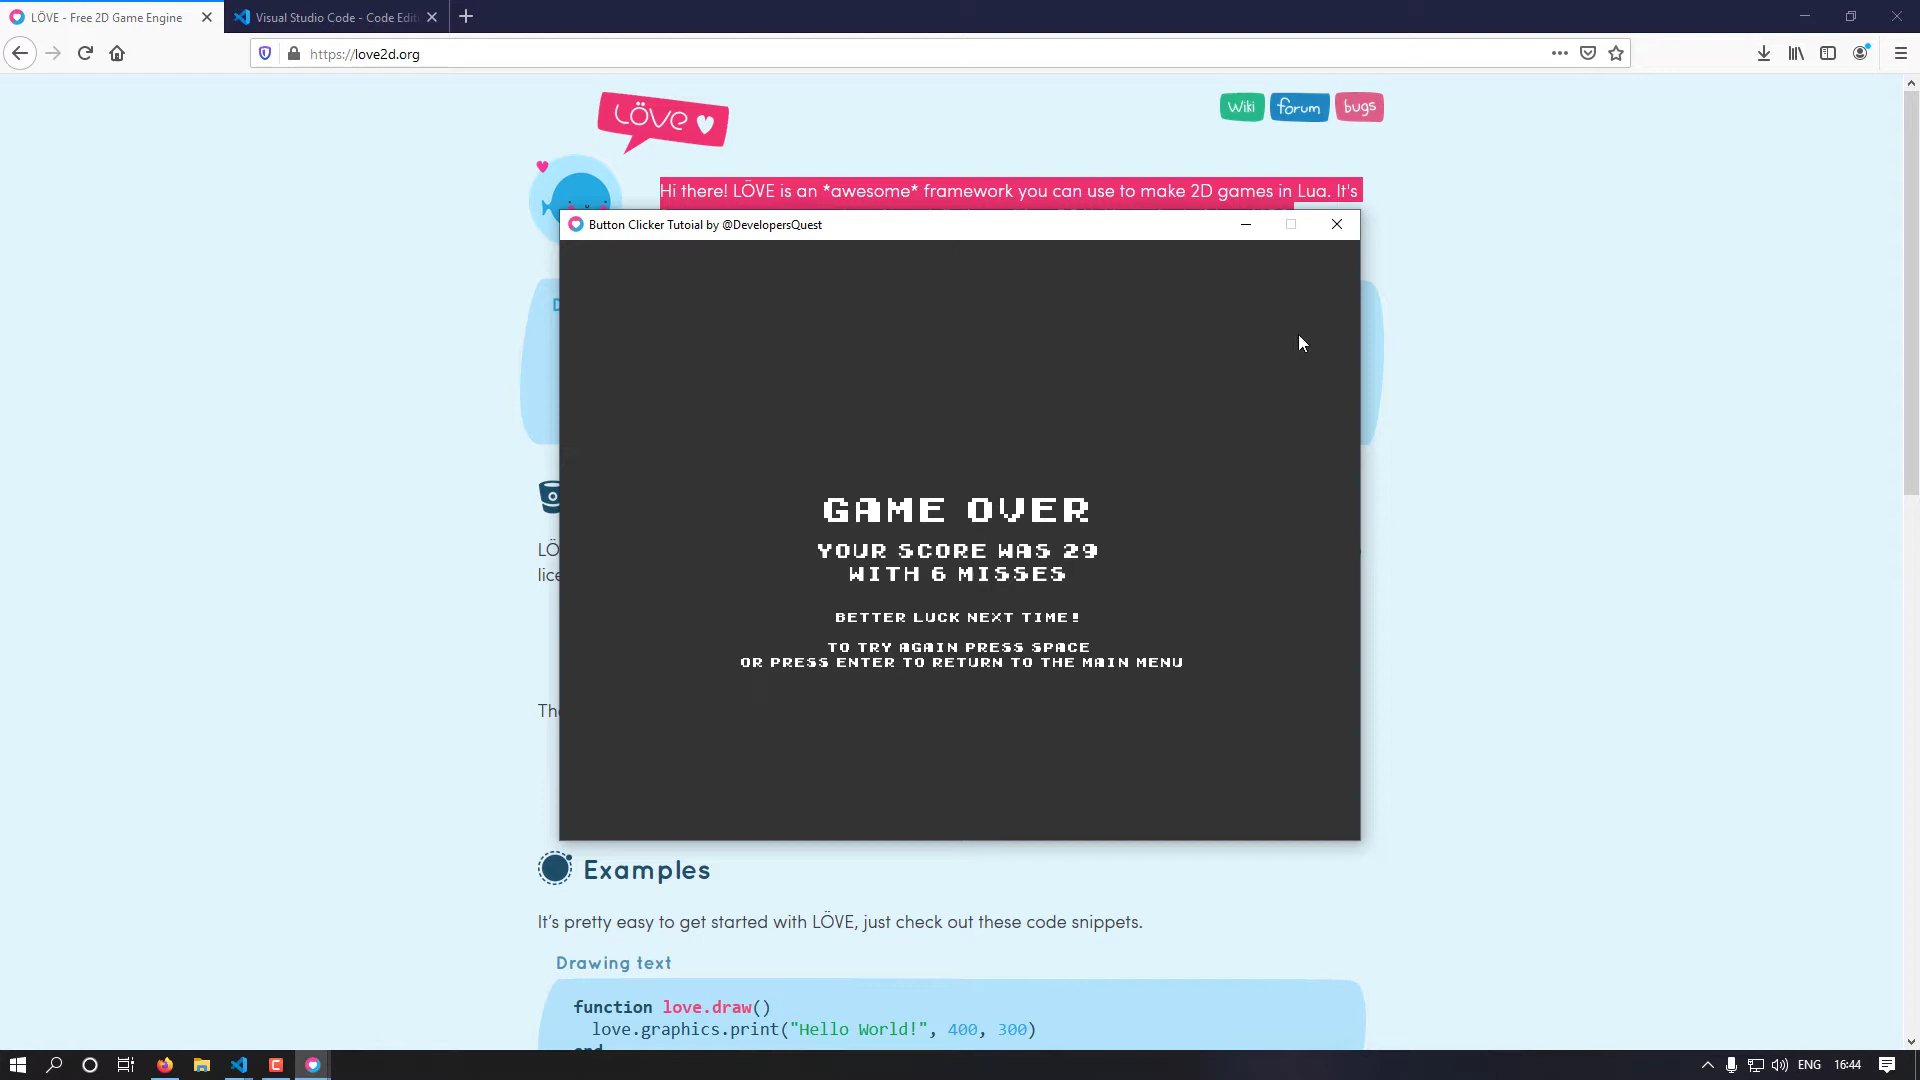 LÖVE - Free 2D Game Engine
Visual Studio Code - Code Edit
https://love2d.org
LÖVE
Wiki
forum
bugs
Hi there! LÖVE is an *awesome* framework you can use to make 2D games in Lua. It's
Button Clicker Tutoial by @DevelopersQuest
D
GAME OVER
YOUR SCORE WAS 29
WITH 6 MISSES
BETTER LUCK NEXT TIME!
TO TRY AGAIN PRESS SPACE
OR PRESS ENTER TO RETURN TO THE MAIN MENU
LÖ
lice
The
Examples
It's pretty easy to get started with LÖVE, just check out these code snippets.
Drawing text
function love.draw()
love.graphics.print("Hello World!", 400, 300)
end
ENG
16:44